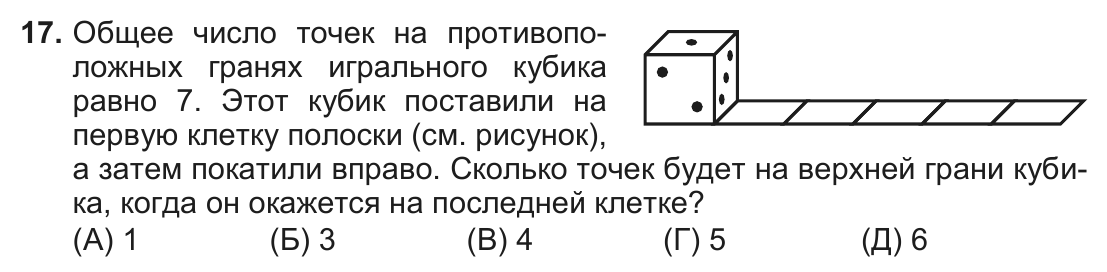 17. Общее число точек на противопо-
ложных гранях игрального кубика
равно 7. Этот кубик поставили на
первую клетку полоски (см. рисунок),
а затем покатили вправо. Сколько точек будет на верхней грани куби-
ка, когда он окажется на последней клетке?
(А) 1 (Б) 3 (В) 4 (Г) 5 (Д) 6